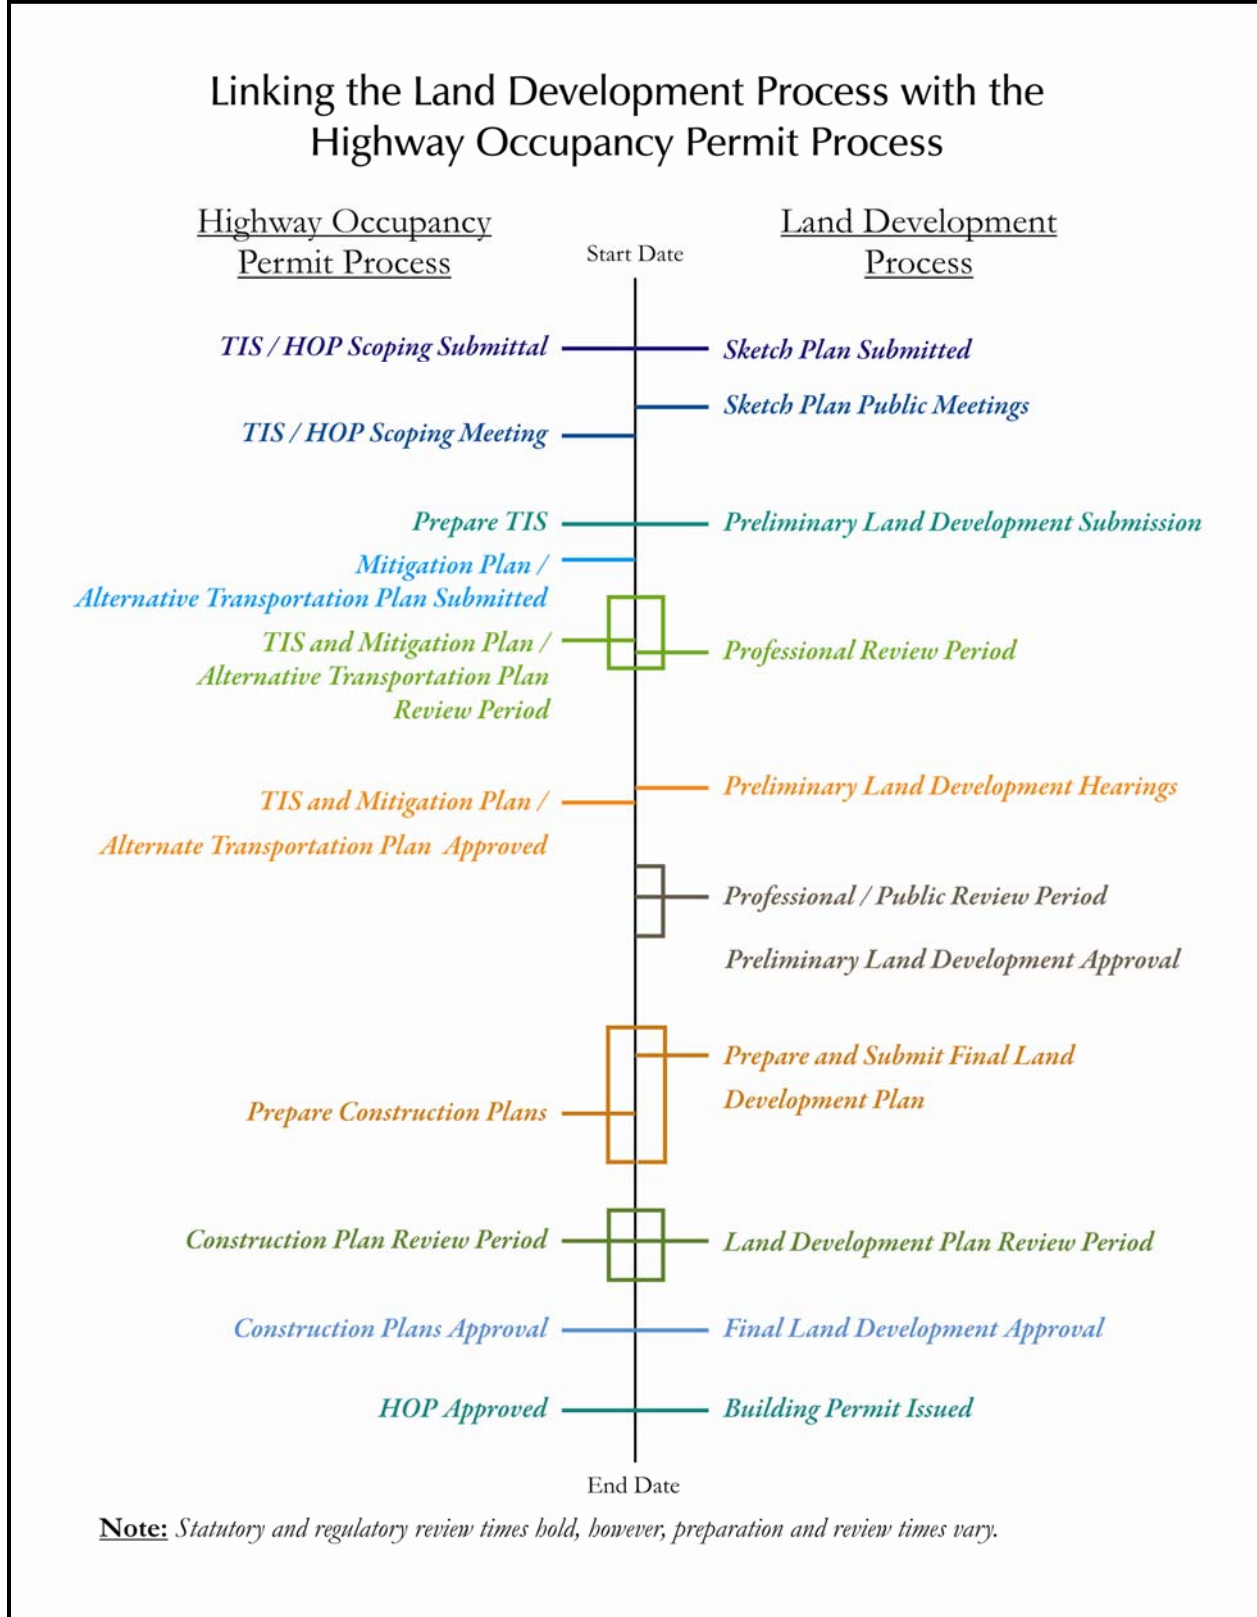 Linking the Land Development Process with the
Highway Occupancy Permit Process
Highway Occupancy
Permit Process
Start Date
Land Development
Process
TIS / HOP Scoping Submittal
Sketch Plan Submitted
Sketch Plan Public Meetings
TIS / HOP Scoping Meeting
Prepare TIS
Preliminary Land Development Submission
Mitigation Plan /
Alternative Transportation Plan Submitted
TIS and Mitigation Plan /
Alternative Transportation Plan
Review Period
Professional Review Period
Preliminary Land Development Hearings
TIS and Mitigation Plan /
Alternate Transportation Plan Approved
Professional / Public Review Period
Preliminary Land Development Approval
Prepare and Submit Final Land
Development Plan
Prepare Construction Plans
Construction Plan Review Period
Land Development Plan Review Period
Construction Plans Approval
Final Land Development Approval
HOP Approved
Building Permit Issued
End Date
Note: Statutory and regulatory review times hold, however, preparation and review times vary.